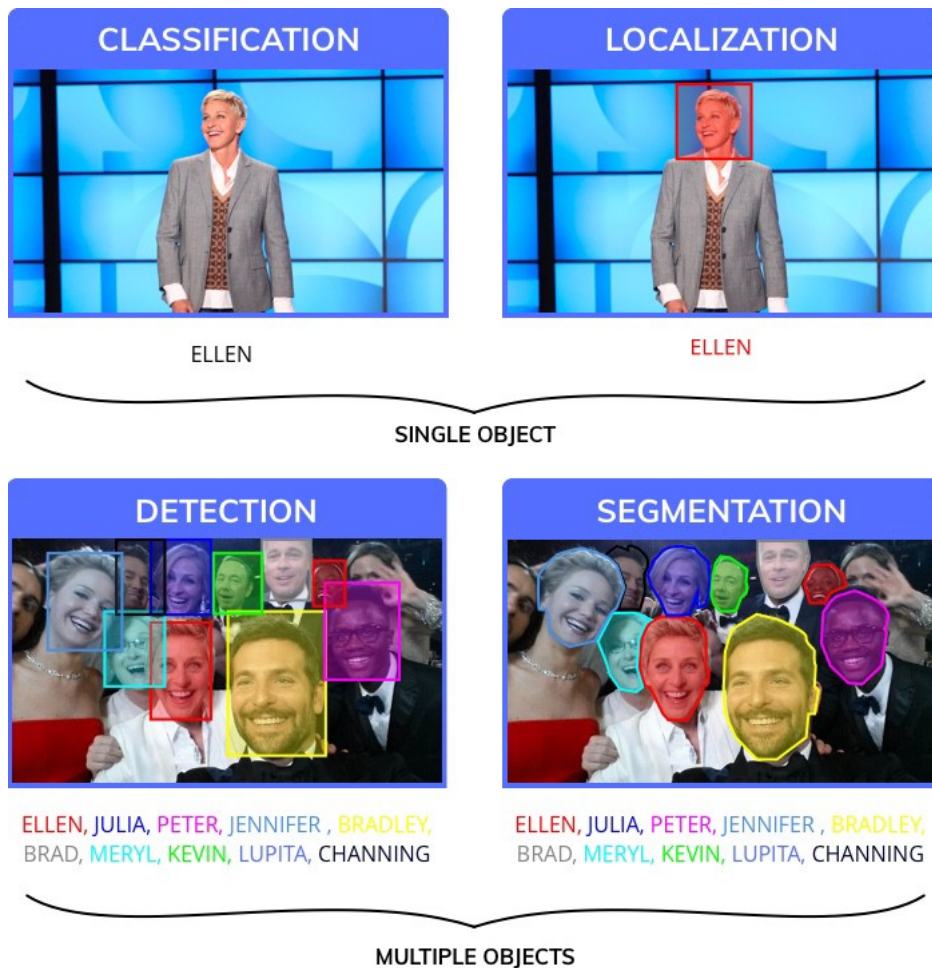 CLASSIFICATION
LOCALIZATION
ELLEN
ELLEN
SINGLE OBJECT
DETECTION
SEGMENTATION
ELLEN, JULIA, PETER, JENNIFER , BRADLEY,
BRAD, MERYL, KEVIN, LUPITA, CHANNING
ELLEN, JULIA, PETER, JENNIFER , BRADLEY,
BRAD, MERYL, KEVIN, LUPITA, CHANNING
MULTIPLE OBJECTS